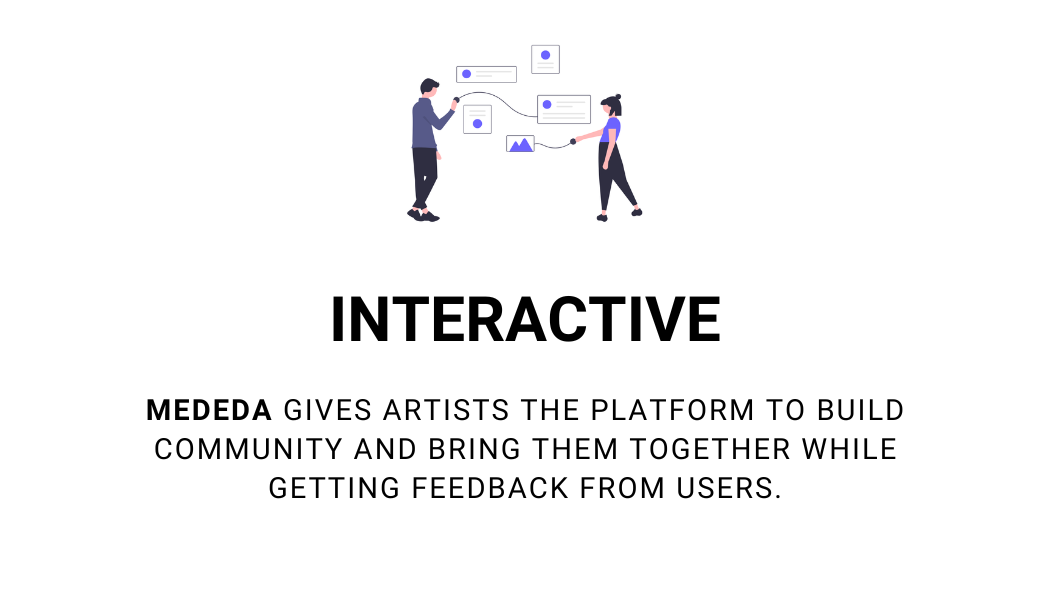 INTERACTIVE
MEDEDA GIVES ARTISTS THE PLATFORM TO BUILD
COMMUNITY AND BRING THEM TOGETHER WHILE
GETTING FEEDBACK FROM USERS.